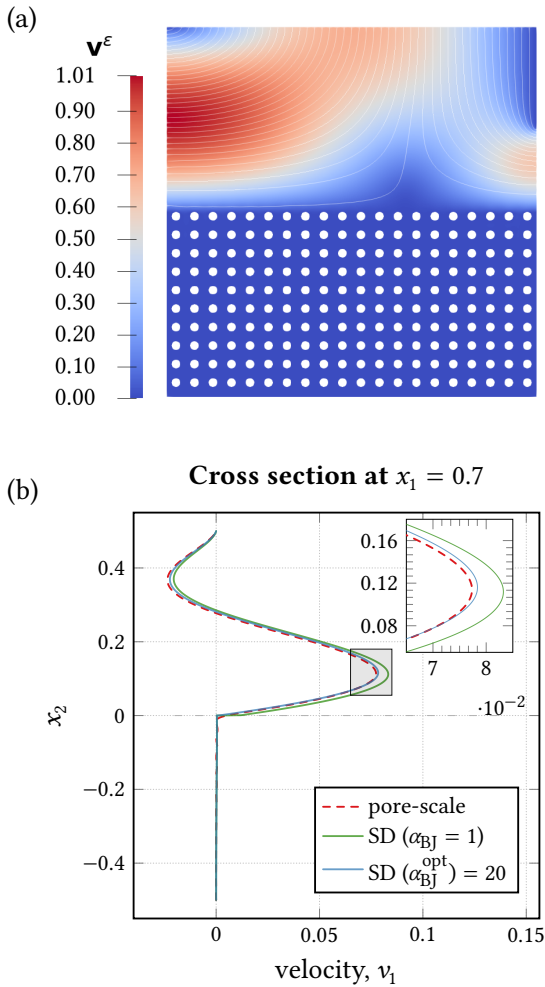 (a)
𝐯^ε
1.01
0.90
0.80
0.70
0.60
0.50
0.40
0.30
0.20
0.10
0.00
(b)
Cross section at x₁ = 0.7
0.16
0.12
0.08
7 8
·10⁻²
0.4
0.2
0
−0.2
−0.4
x₂
pore-scale
SD (α_BJ = 1)
SD (α_BJ^opt) = 20
0 0.05 0.1 0.15
velocity, v₁